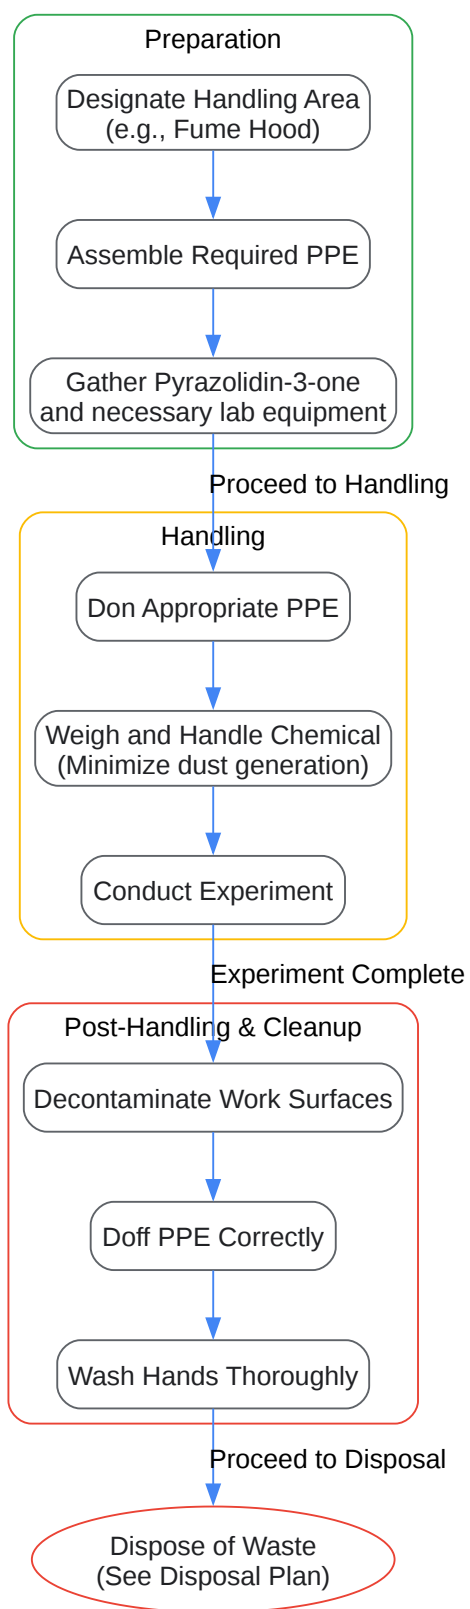 Preparation
Designate Handling Area
(e.g., Fume Hood)
Assemble Required PPE
Gather Pyrazolidin-3-one
and necessary lab equipment
Proceed to Handling
Handling
Don Appropriate PPE
Weigh and Handle Chemical
(Minimize dust generation)
Conduct Experiment
Experiment Complete
Post-Handling & Cleanup
Decontaminate Work Surfaces
Doff PPE Correctly
Wash Hands Thoroughly
Proceed to Disposal
Dispose of Waste
(See Disposal Plan)